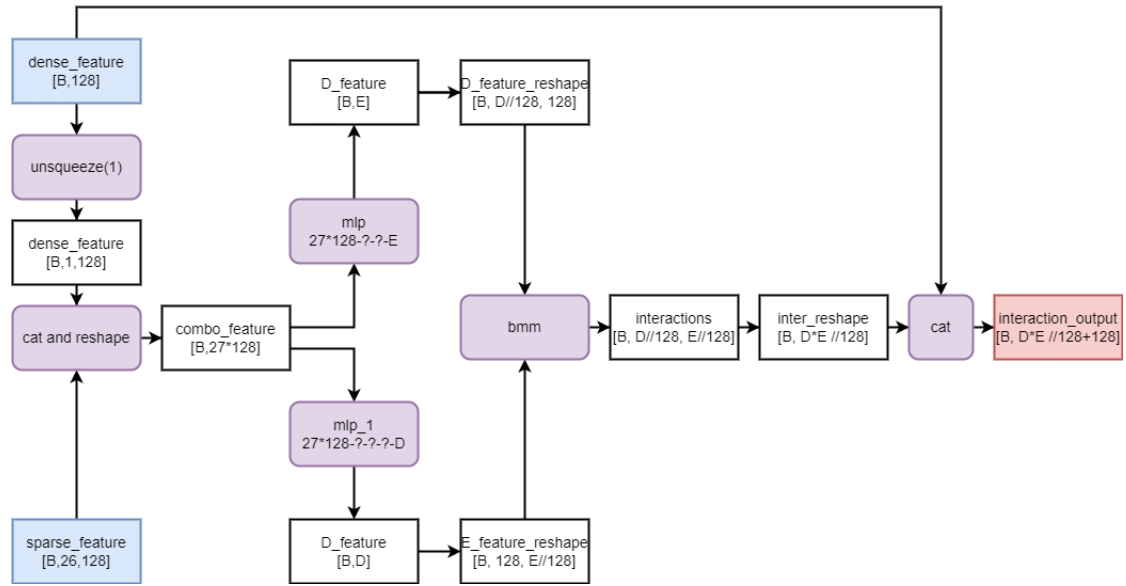 dense_feature
[B,128]
unsqueeze(1)
dense_feature
[B,1,128]
cat and reshape
sparse_feature
[B,26,128]
combo_feature
[B,27*128]
D_feature
[B,E]
mlp
27*128-?-?-E
mlp_1
27*128-?-?-?-D
D_feature
[B,D]
D_feature_reshape
[B, D//128, 128]
bmm
E_feature_reshape
[B, 128, E//128]
interactions
[B, D//128, E//128]
inter_reshape
[B, D*E //128]
cat
interaction_output
[B, D*E //128+128]